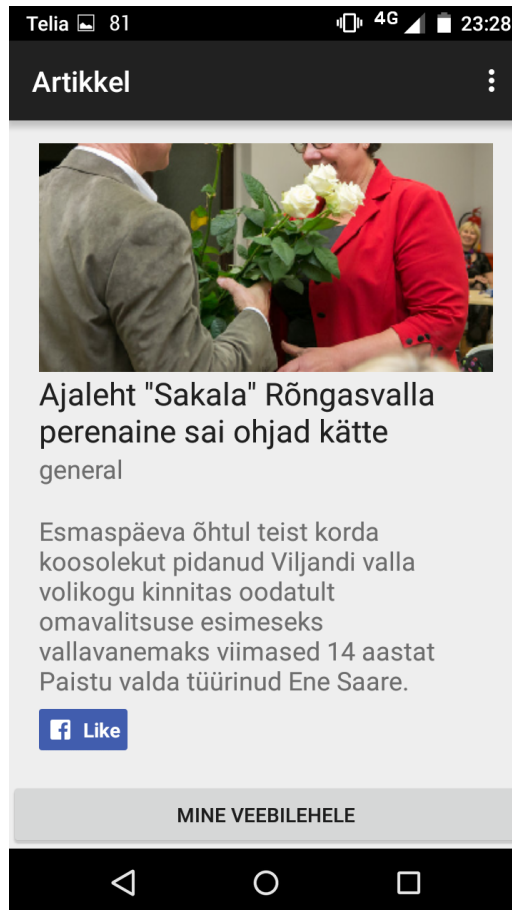 Telia 81 4G 23:28
Artikkel
Ajaleht "Sakala" Rõngasvalla
perenaine sai ohjad kätte
general
Esmaspäeva õhtul teist korda
koosolekut pidanud Viljandi valla
volikogu kinnitas oodatult
omavalitsuse esimeseks
vallavanemaks viimased 14 aastat
Paistu valda tüürinud Ene Saare.
Like
MINE VEEBILEHELE